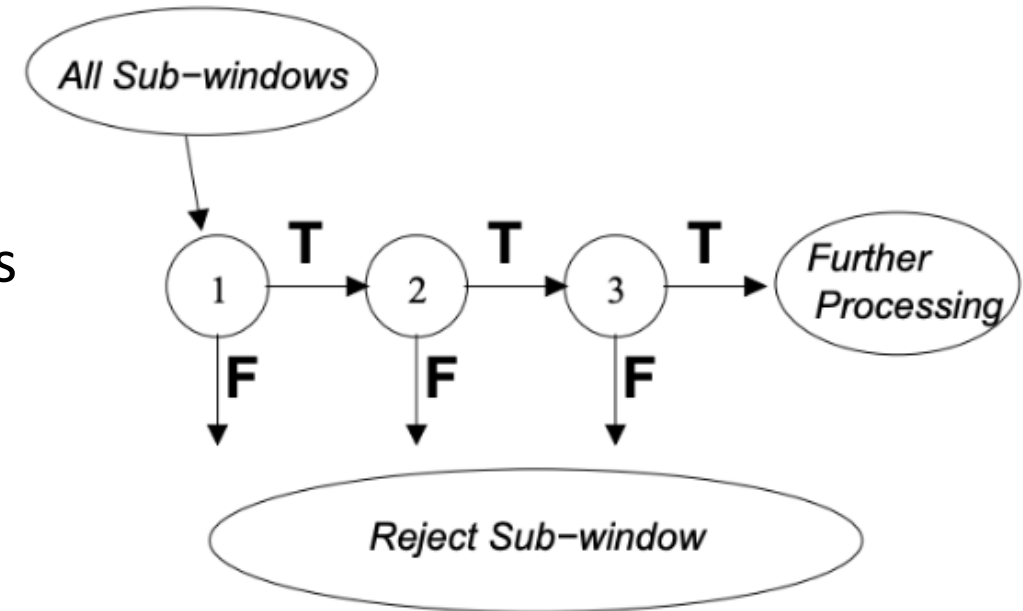 All Sub−windows
s
T T T
1 2 3
Further
Processing
F F F
Reject Sub−window